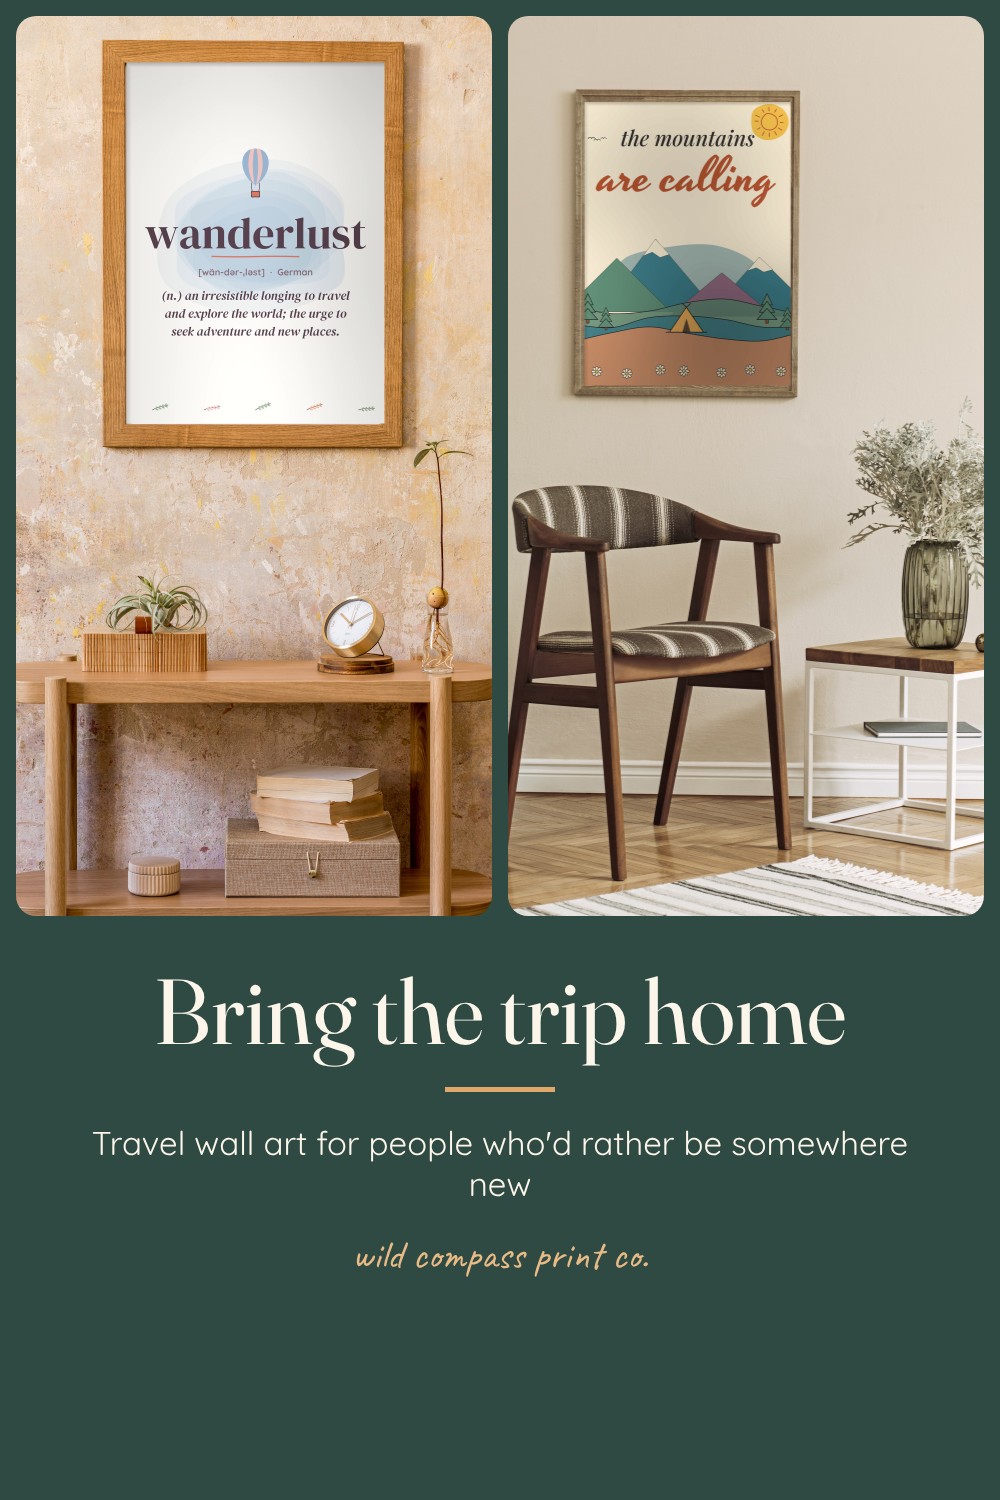 wanderlust
[wän-dər-ˌləst] · German
(n.) an irresistible longing to travel
and explore the world; the urge to
seek adventure and new places.
the mountains
are calling
Bring the trip home
Travel wall art for people who'd rather be somewhere
new
wild compass print co.